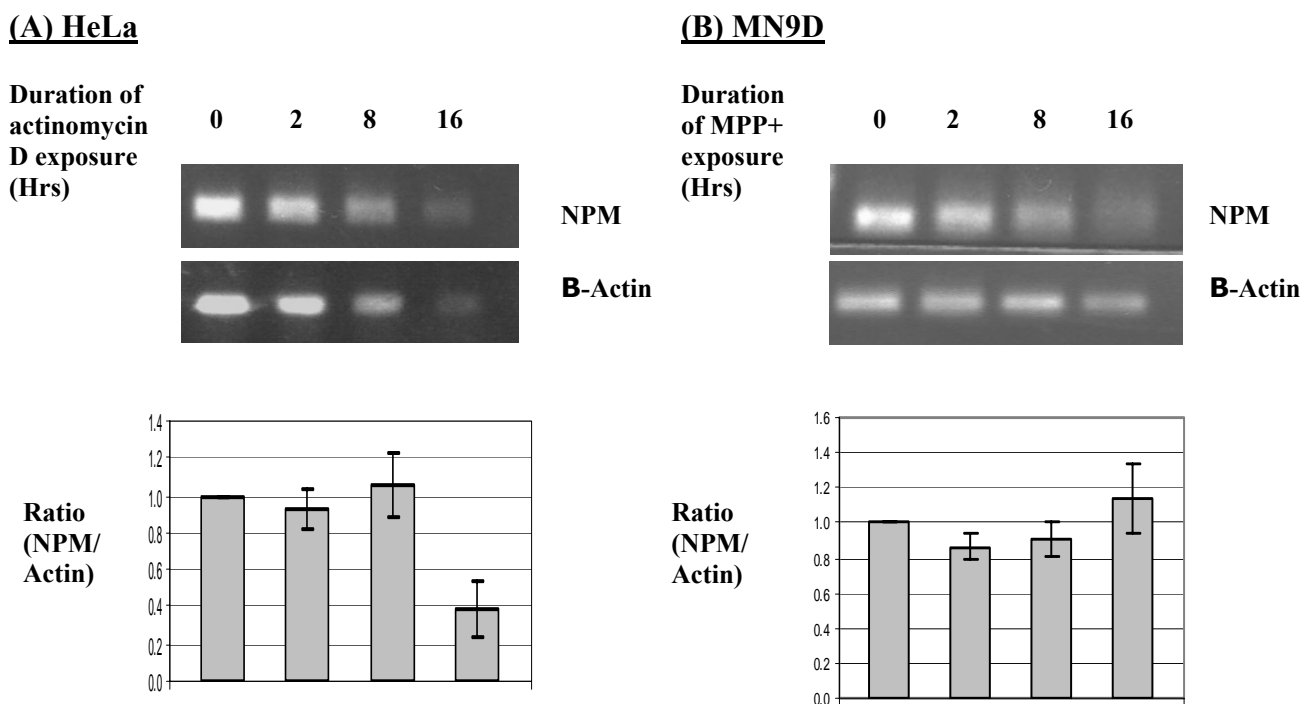 (A) HeLa
Duration of
actinomycin
D exposure
(Hrs)
0 2 8 16
NPM
B-Actin
1.4
1.2
1.0
0.8
0.6
0.4
0.2
0.0
Ratio
(NPM/
Actin)
(B) MN9D
Duration
of MPP+
exposure
(Hrs)
0 2 8 16
NPM
B-Actin
1.6
1.4
1.2
1.0
0.8
0.6
0.4
0.2
0.0
Ratio
(NPM/
Actin)